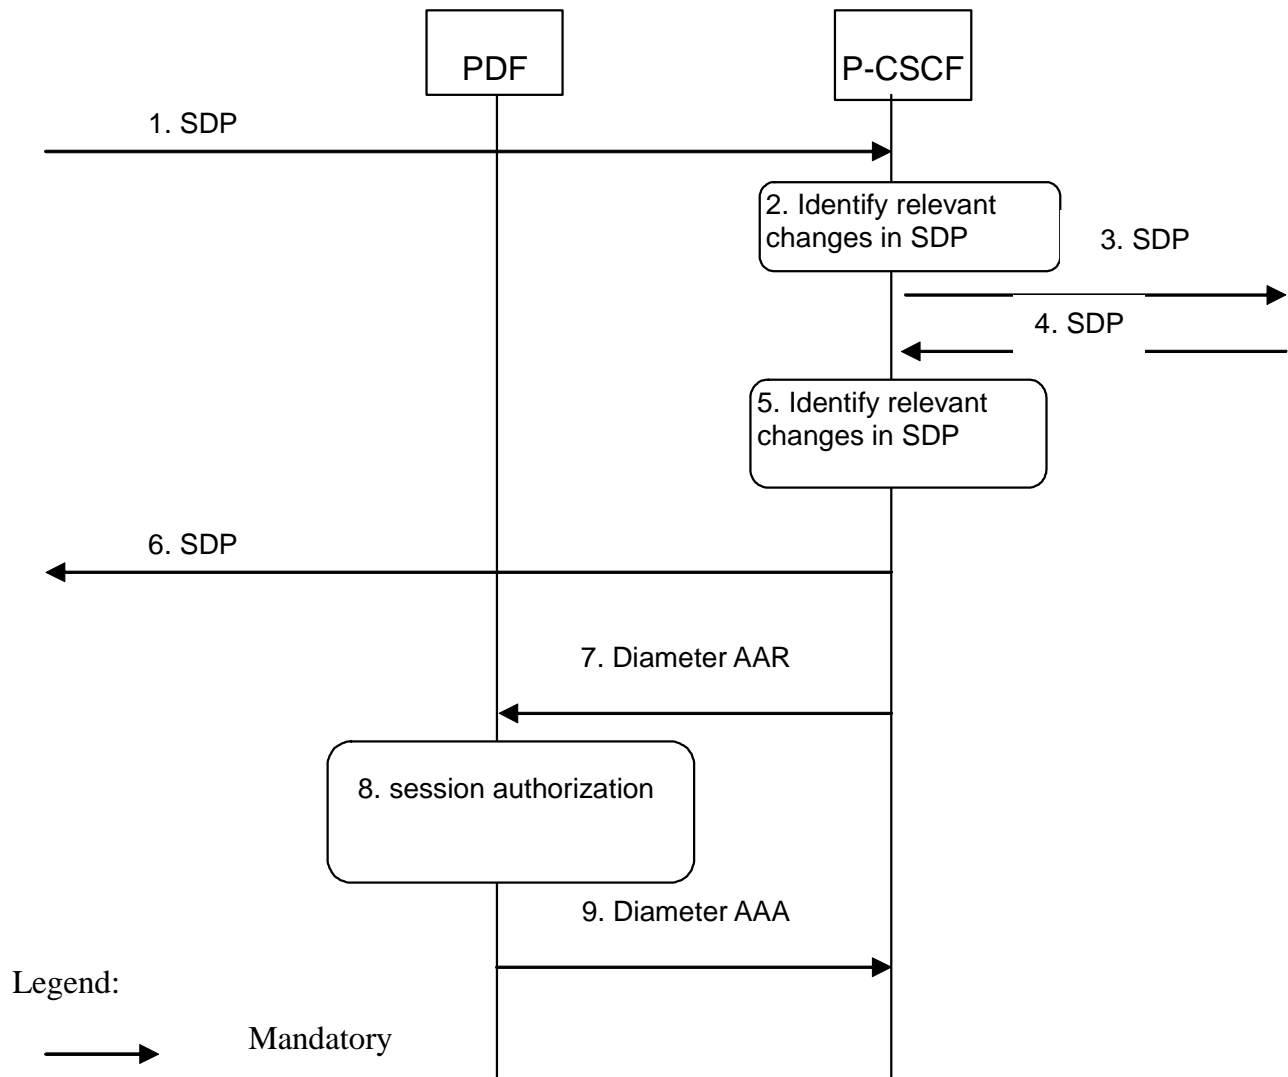 PDF
P-CSCF
1. SDP
2. Identify relevant
changes in SDP
3. SDP
4. SDP
5. Identify relevant
changes in SDP
6. SDP
7. Diameter AAR
8. session authorization
9. Diameter AAA
Legend:
Mandatory